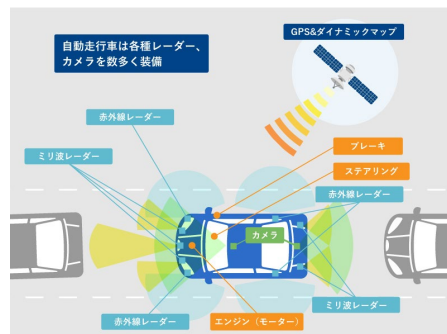 自動走行車は各種レーダー、
カメラを数多く装備
GPS&ダイナミックマップ
赤外線レーダー
ミリ波レーダー
ブレーキ
ステアリング
赤外線レーダー
カメラ
赤外線レーダー
エンジン（モーター）
ミリ波レーダー